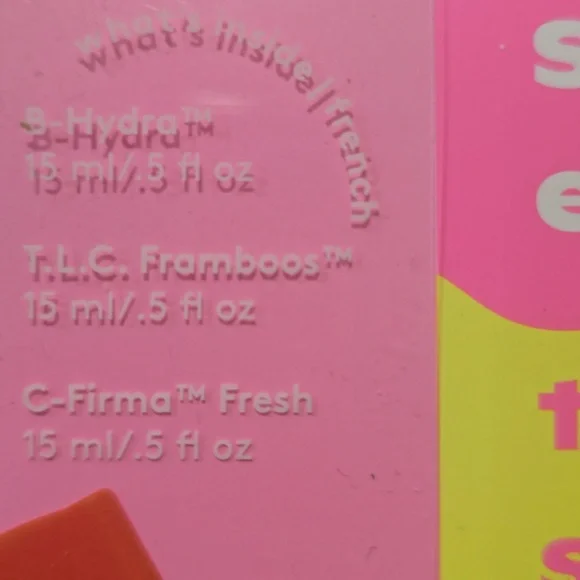 what's inside | french
B-Hydra™
15 ml/.5 fl oz
T.L.C. Framboos™
15 ml/.5 fl oz
C-Firma™ Fresh
15 ml/.5 fl oz
s
e
t
s